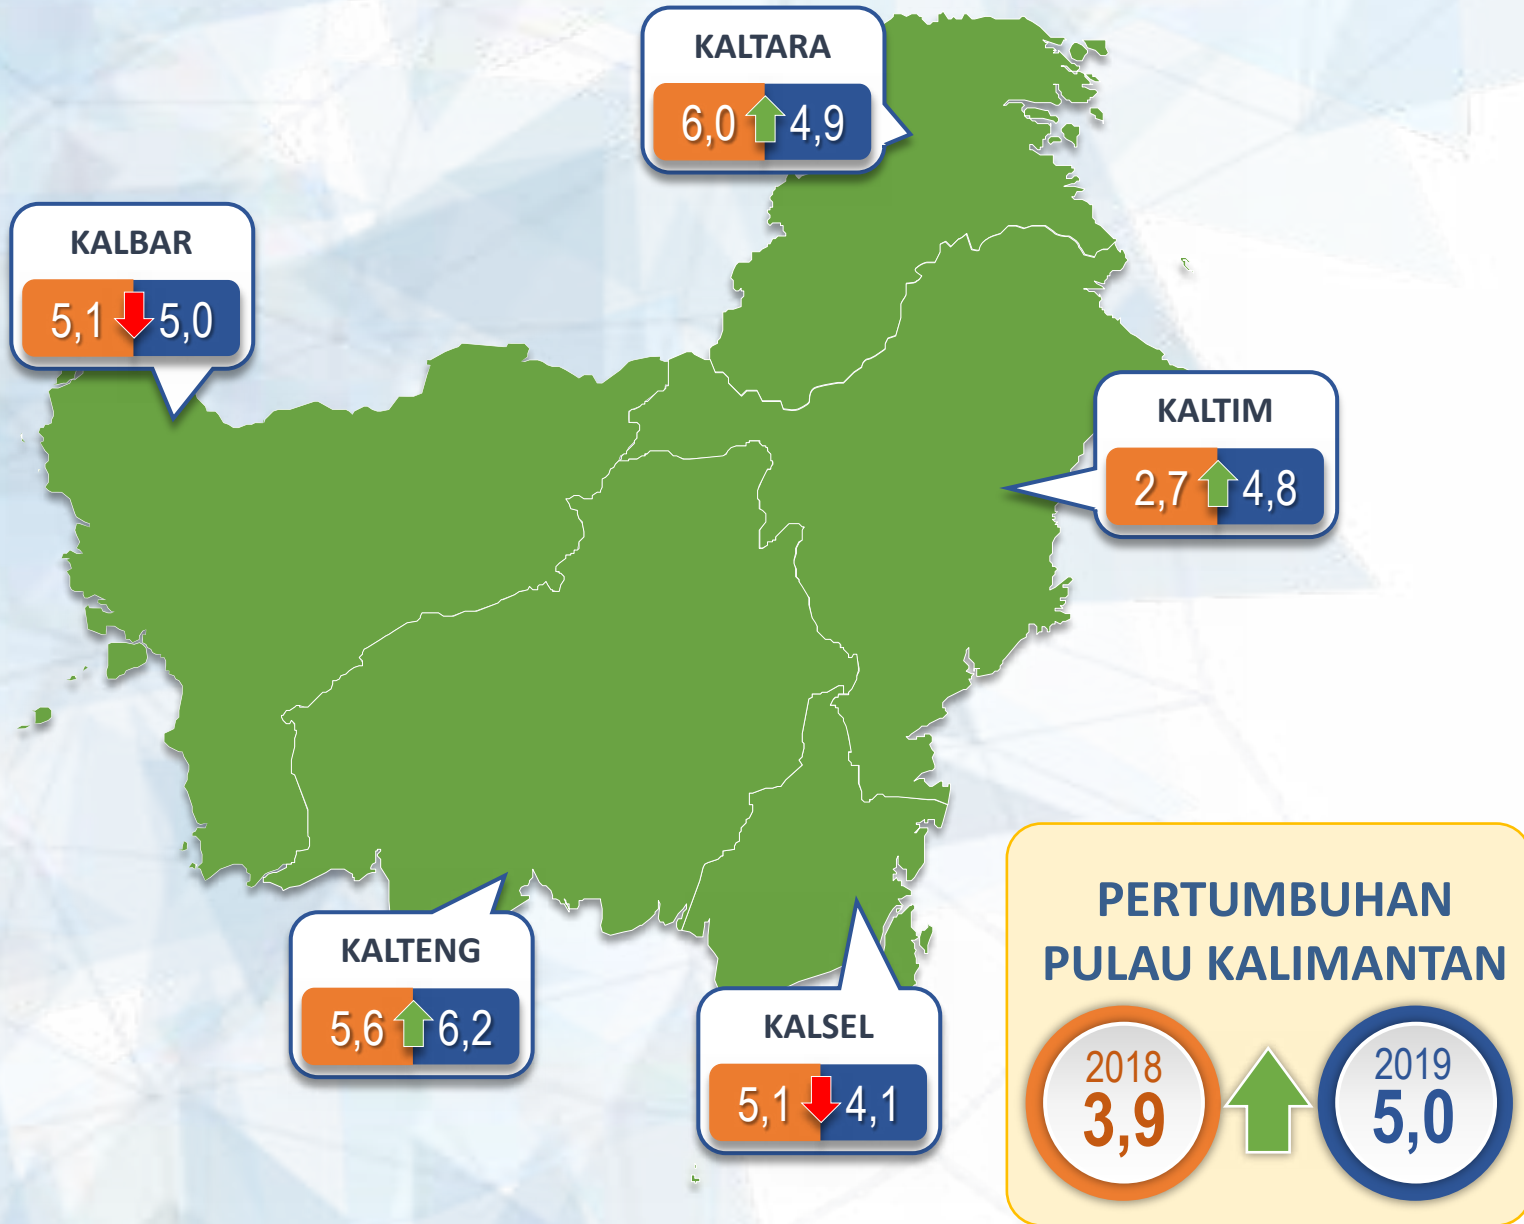 KALTARA
6,0 4,9
KALBAR
5,1 5,0
KALTIM
2,7 4,8
KALTENG
5,6 6,2
KALSEL
5,1 4,1
PERTUMBUHAN
PULAU KALIMANTAN
2018 2019
3,9 5,0